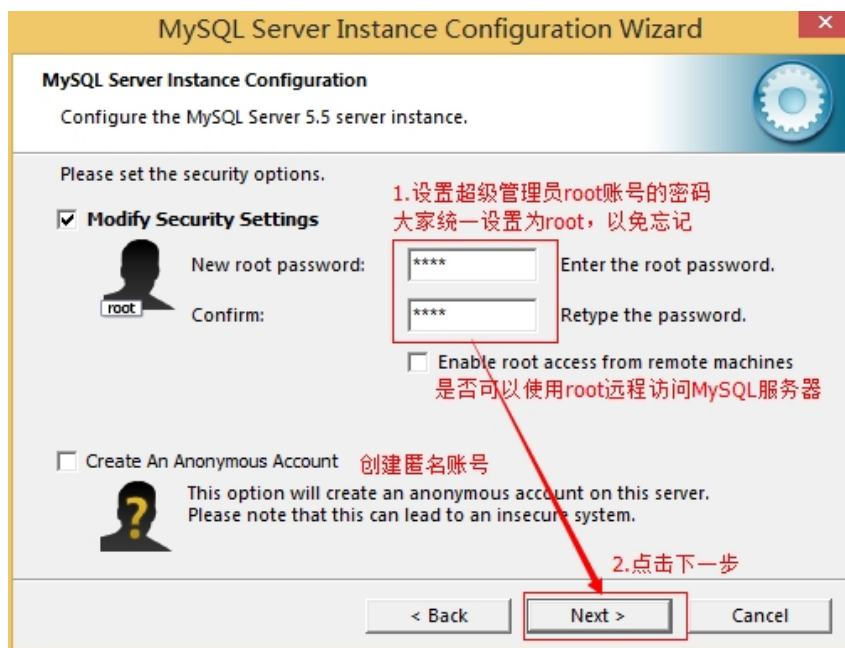 MySQL Server Instance Configuration Wizard
MySQL Server Instance Configuration
Configure the MySQL Server 5.5 server instance.
Please set the security options.
1.设置超级管理员root账号的密码
大家统一设置为root，以免忘记
Modify Security Settings
New root password:
****
Enter the root password.
root
Confirm:
****
Retype the password.
Enable root access from remote machines
是否可以使用root远程访问MySQL服务器
Create An Anonymous Account
创建匿名账号
This option will create an anonymous account on this server.
Please note that this can lead to an insecure system.
2.点击下一步
< Back
Next >
Cancel